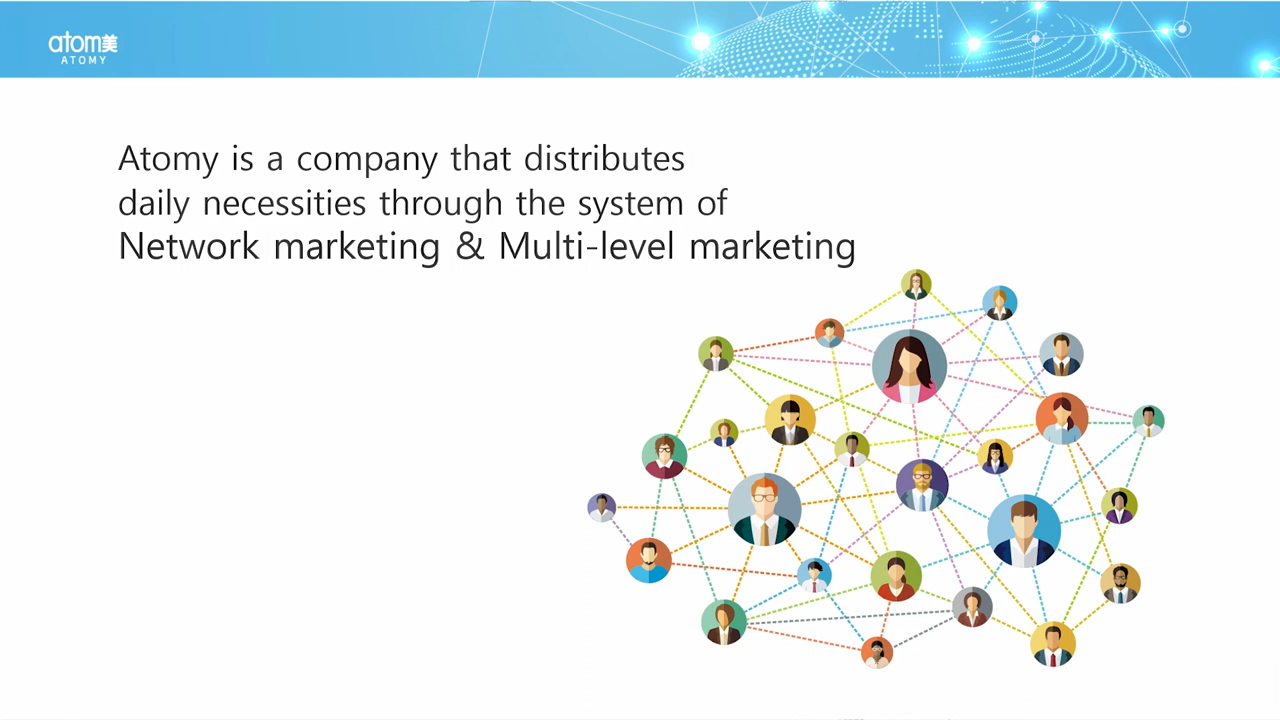 atom美
ATOMY
Atomy is a company that distributes
daily necessities through the system of
Network marketing & Multi-level marketing